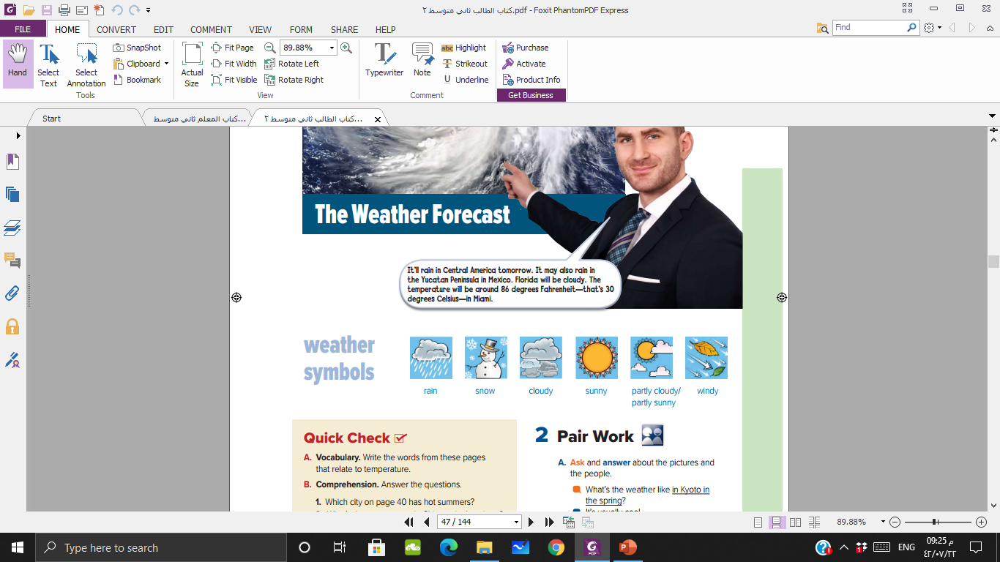 كتاب الطالب ثاني متوسط ٢.pdf - Foxit PhantomPDF Express
FILE HOME CONVERT EDIT COMMENT VIEW FORM SHARE HELP
Find
Hand
Select Text
Select Annotation
SnapShot
Clipboard
Bookmark
Tools
Actual Size
Fit Page
Fit Width
Fit Visible
89.88%
Rotate Left
Rotate Right
View
Typewriter
Note
abc Highlight
T Strikeout
U Underline
Comment
Purchase
Activate
Product Info
Get Business
Start
كتاب المعلم ثاني متوسط...
كتاب الطالب ثاني متوسط ٢...
The Weather Forecast
It'll rain in Central America tomorrow. It may also rain in
the Yucatan Peninsula in Mexico. Florida will be cloudy. The
temperature will be around 86 degrees Fahrenheit—that's 30
degrees Celsius—in Miami.
weather
symbols
rain snow cloudy sunny partly cloudy/ windy
partly sunny
Quick Check
A. Vocabulary. Write the words from these pages
that relate to temperature.
B. Comprehension. Answer the questions.
1. Which city on page 40 has hot summers?
2 Pair Work
A. Ask and answer about the pictures and
the people.
What's the weather like in Kyoto in
the spring?
It's usually cool
47 / 144
89.88%
Type here to search
PDF
ENG
09:25 م
٤٢/٠٧/٢٢